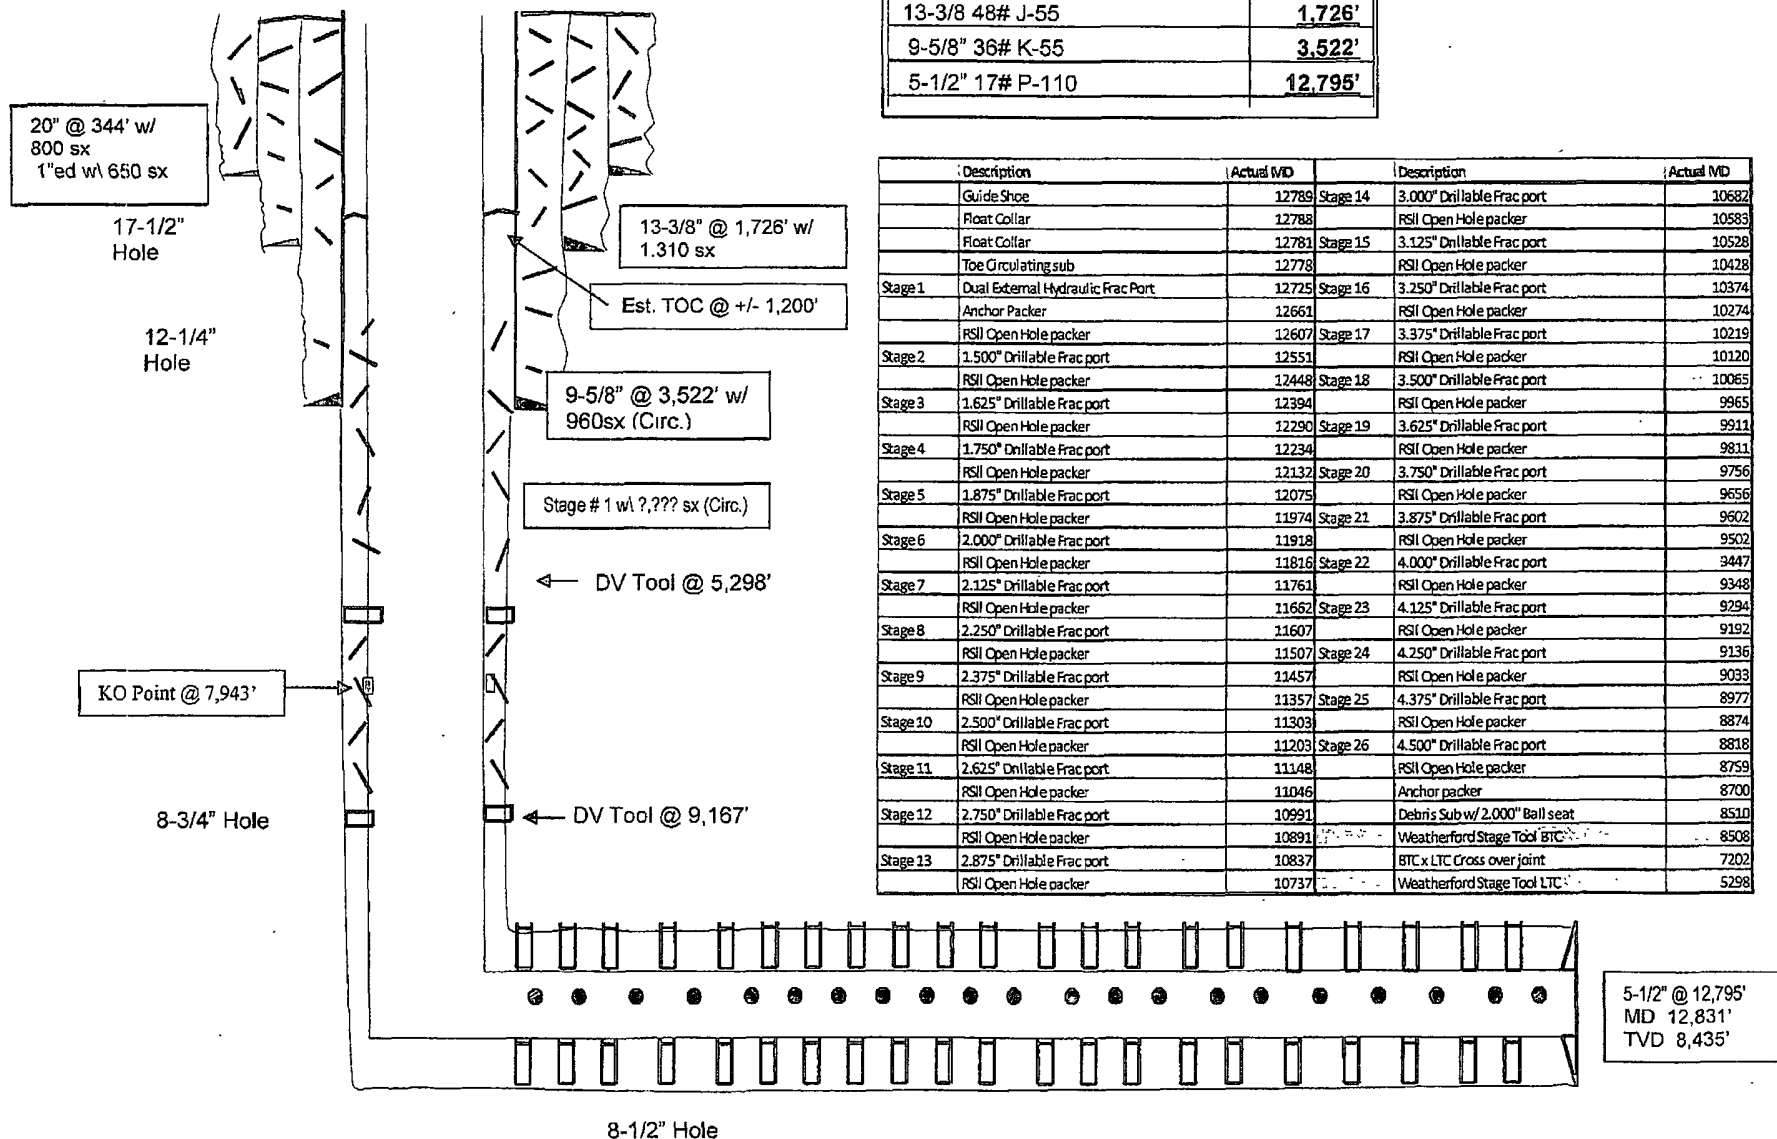 13-3/8 48# J-55 1,726'
9-5/8" 36# K-55 3,522'
5-1/2" 17# P-110 12,795'
20" @ 344' w/
800 sx
1"ed w\ 650 sx
17-1/2"
Hole
13-3/8" @ 1,726' w/
1.310 sx
Est. TOC @ +/- 1,200'
12-1/4"
Hole
9-5/8" @ 3,522' w/
960sx (Circ.)
Stage # 1 w\ ?,??? sx (Circ.)
DV Tool @ 5,298'
KO Point @ 7,943'
8-3/4" Hole
DV Tool @ 9,167'
Description Actual MD Description Actual MD
Guide Shoe 12789 Stage 14 3.000" Drillable Frac port 10682
Float Collar 12788 RSII Open Hole packer 10583
Float Collar 12781 Stage 15 3.125" Drillable Frac port 10528
Toe Circulating sub 12778 RSII Open Hole packer 10428
Stage 1 Dual External Hydraulic Frac Port 12725 Stage 16 3.250" Drillable Frac port 10374
Anchor Packer 12661 RSII Open Hole packer 10274
RSII Open Hole packer 12607 Stage 17 3.375" Drillable Frac port 10219
Stage 2 1.500" Drillable Frac port 12551 RSII Open Hole packer 10120
RSII Open Hole packer 12448 Stage 18 3.500" Drillable Frac port 10065
Stage 3 1.625" Drillable Frac port 12394 RSII Open Hole packer 9965
RSII Open Hole packer 12290 Stage 19 3.625" Drillable Frac port 9911
Stage 4 1.750" Drillable Frac port 12234 RSII Open Hole packer 9811
RSII Open Hole packer 12132 Stage 20 3.750" Drillable Frac port 9756
Stage 5 1.875" Drillable Frac port 12075 RSII Open Hole packer 9656
RSII Open Hole packer 11974 Stage 21 3.875" Drillable Frac port 9602
Stage 6 2.000" Drillable Frac port 11918 RSII Open Hole packer 9502
RSII Open Hole packer 11816 Stage 22 4.000" Drillable Frac port 9447
Stage 7 2.125" Drillable Frac port 11761 RSII Open Hole packer 9348
RSII Open Hole packer 11662 Stage 23 4.125" Drillable Frac port 9294
Stage 8 2.250" Drillable Frac port 11607 RSII Open Hole packer 9192
RSII Open Hole packer 11507 Stage 24 4.250" Drillable Frac port 9136
Stage 9 2.375" Drillable Frac port 11457 RSII Open Hole packer 9033
RSII Open Hole packer 11357 Stage 25 4.375" Drillable Frac port 8977
Stage 10 2.500" Drillable Frac port 11303 RSII Open Hole packer 8874
RSII Open Hole packer 11203 Stage 26 4.500" Drillable Frac port 8818
Stage 11 2.625" Drillable Frac port 11148 RSII Open Hole packer 8759
RSII Open Hole packer 11046 Anchor packer 8700
Stage 12 2.750" Drillable Frac port 10991 Debris Sub w/ 2.000" Ball seat 8510
RSII Open Hole packer 10891 Weatherford Stage Tool BTC 8508
Stage 13 2.875" Drillable Frac port 10837 BTC x LTC Cross over joint 7202
RSII Open Hole packer 10737 Weatherford Stage Tool LTC 5298
5-1/2" @ 12,795'
MD 12,831'
TVD 8,435'
8-1/2" Hole